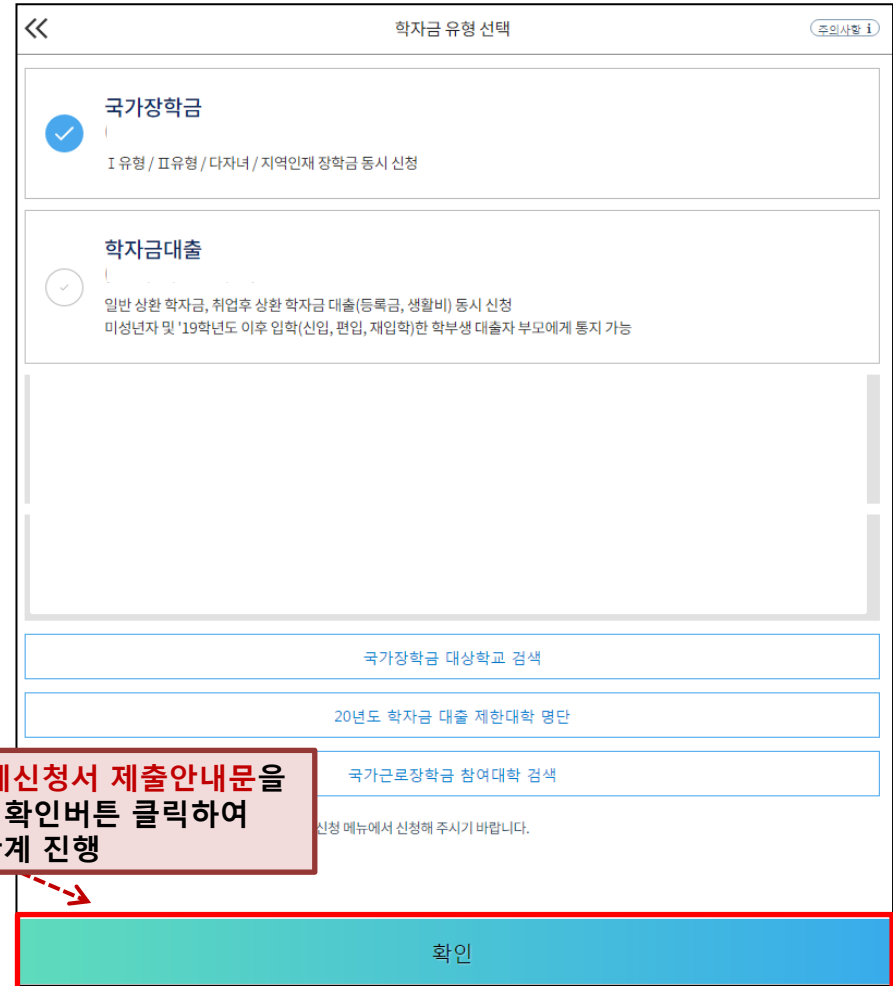 학자금 유형 선택
주의사항 i
국가장학금
Ⅰ유형 / Ⅱ유형 / 다자녀 / 지역인재 장학금 동시 신청
학자금대출
일반 상환 학자금, 취업후 상환 학자금 대출(등록금, 생활비) 동시 신청
미성년자 및 '19학년도 이후 입학(신입, 편입, 재입학)한 학부생 대출자 부모에게 통지 가능
국가장학금 대상학교 검색
20년도 학자금 대출 제한대학 명단
국가근로장학금 참여대학 검색
신청서 제출안내문을
확인버튼 클릭하여
진행
신청 메뉴에서 신청해 주시기 바랍니다.
확인